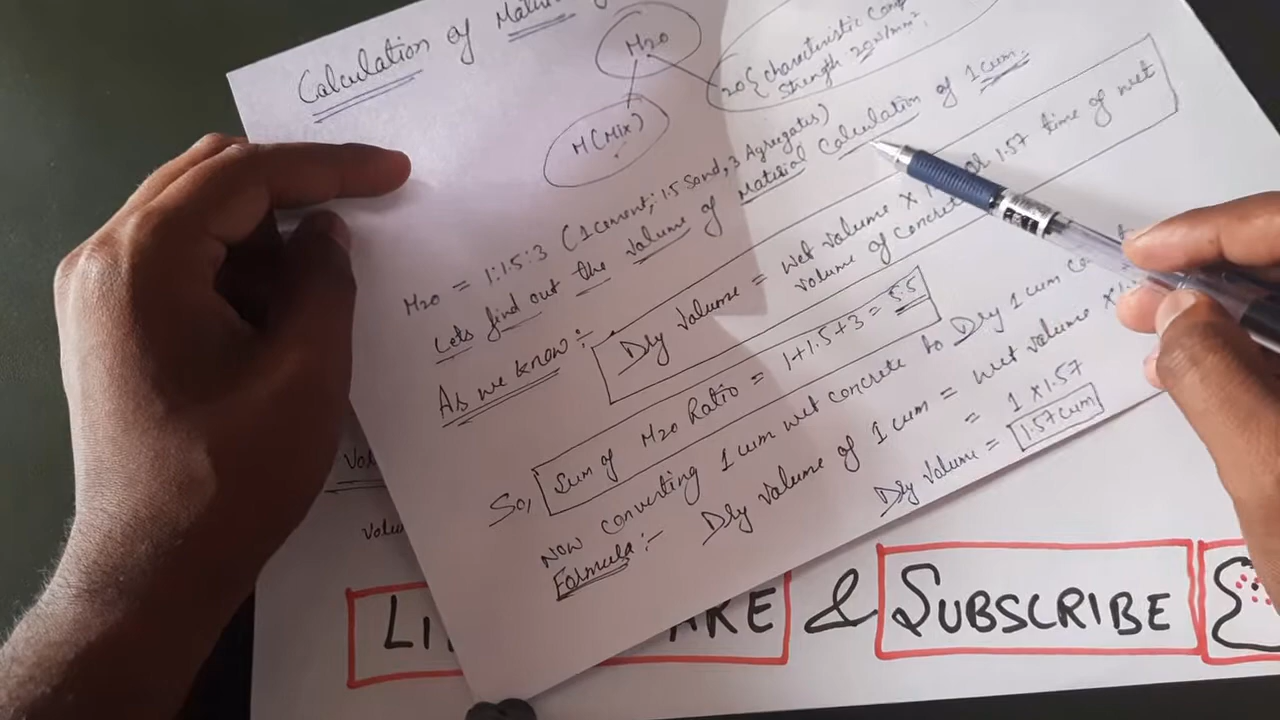 Calculation of Material
M20
20{ characteristic Comp
Strength 20N/mm²,
M(Mix)
M20 = 1:1.5:3 (1cement, 1.5 Sand, 3 Agregates)
Lets find out the volume of Material Calculation of 1 cum.
As we know:-
Dry Volume = Wet volume × 1.57 time of wet
volume of concrete
So, Sum of M20 Ratio = 1+1.5+3 = 5.5
Now converting 1 cum wet concrete to Dry 1 cum
Formula:- Dry volume of 1 cum = wet volume ×
= 1 × 1.57
Dry volume = 1.57 cum
LI ARE & SUBSCRIBE